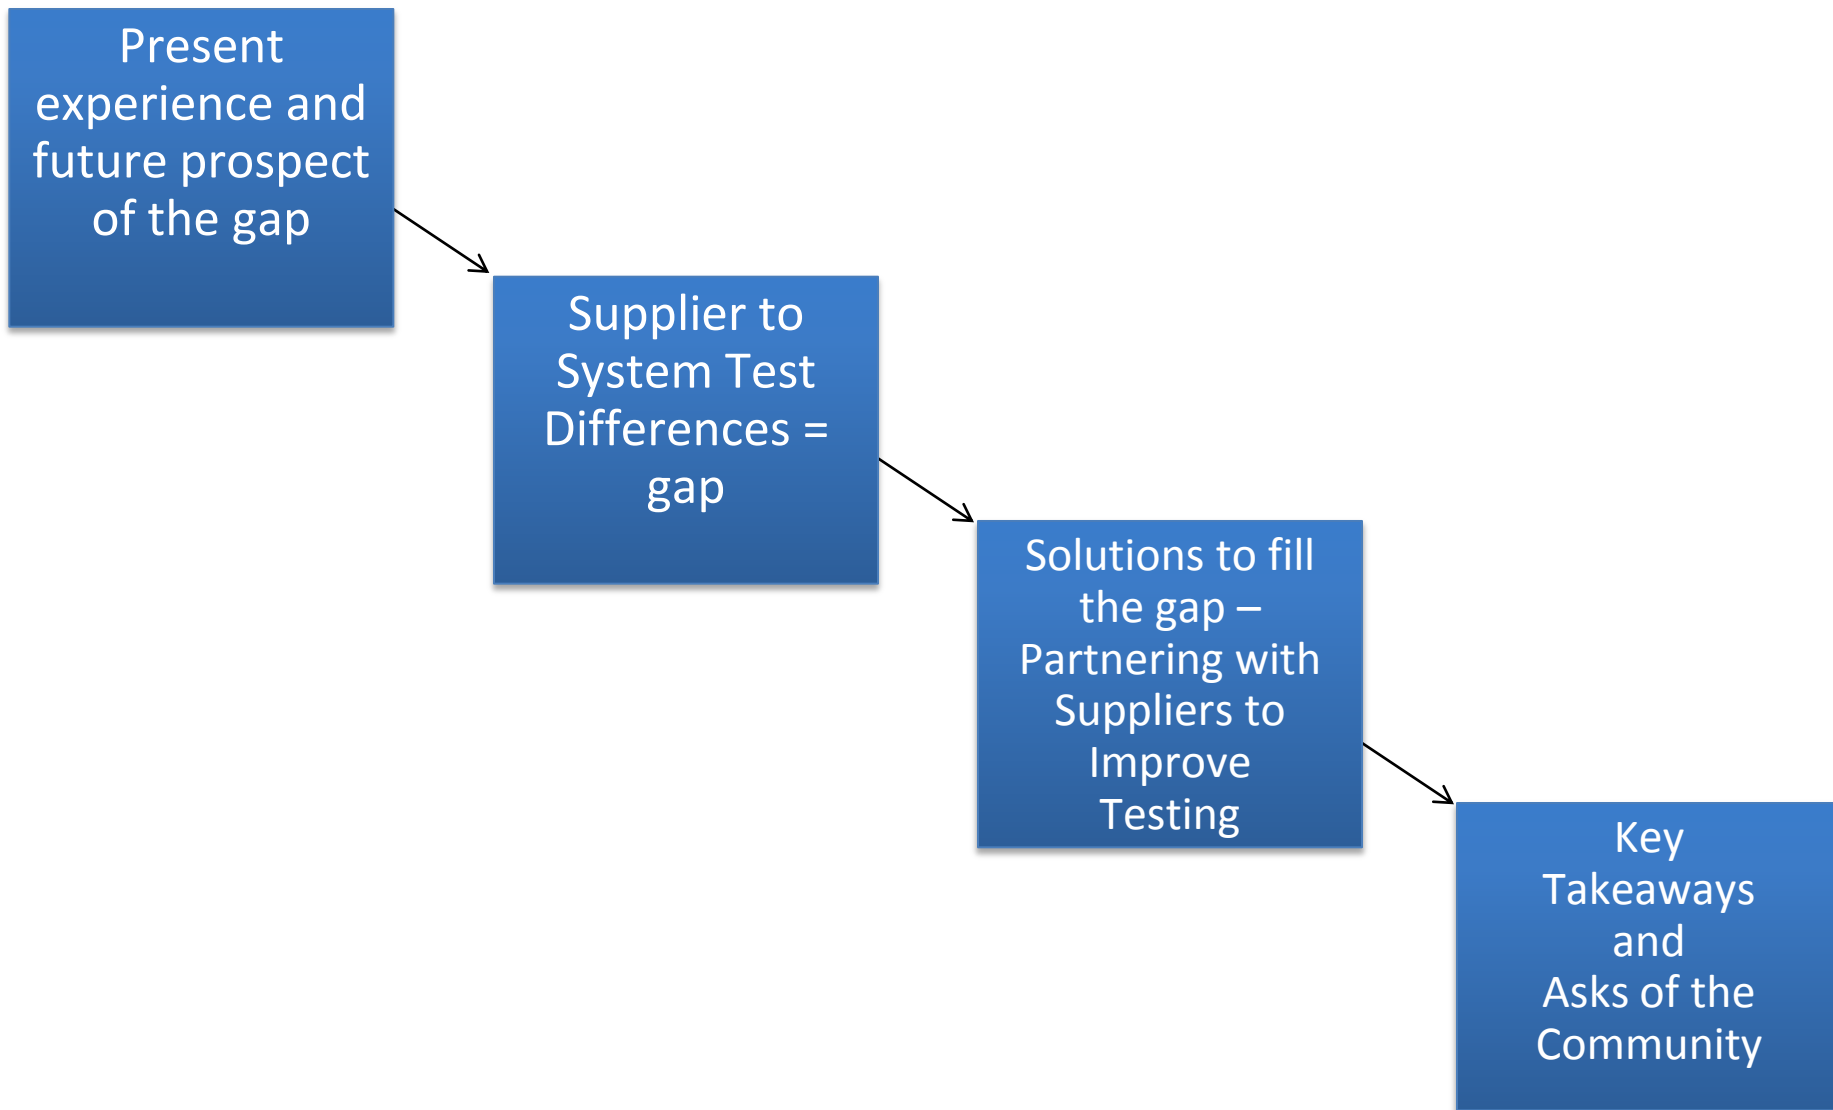 Present
experience and
future prospect
of the gap
Supplier to
System Test
Differences =
gap
Solutions to fill
the gap –
Partnering with
Suppliers to
Improve
Testing
Key
Takeaways
and
Asks of the
Community